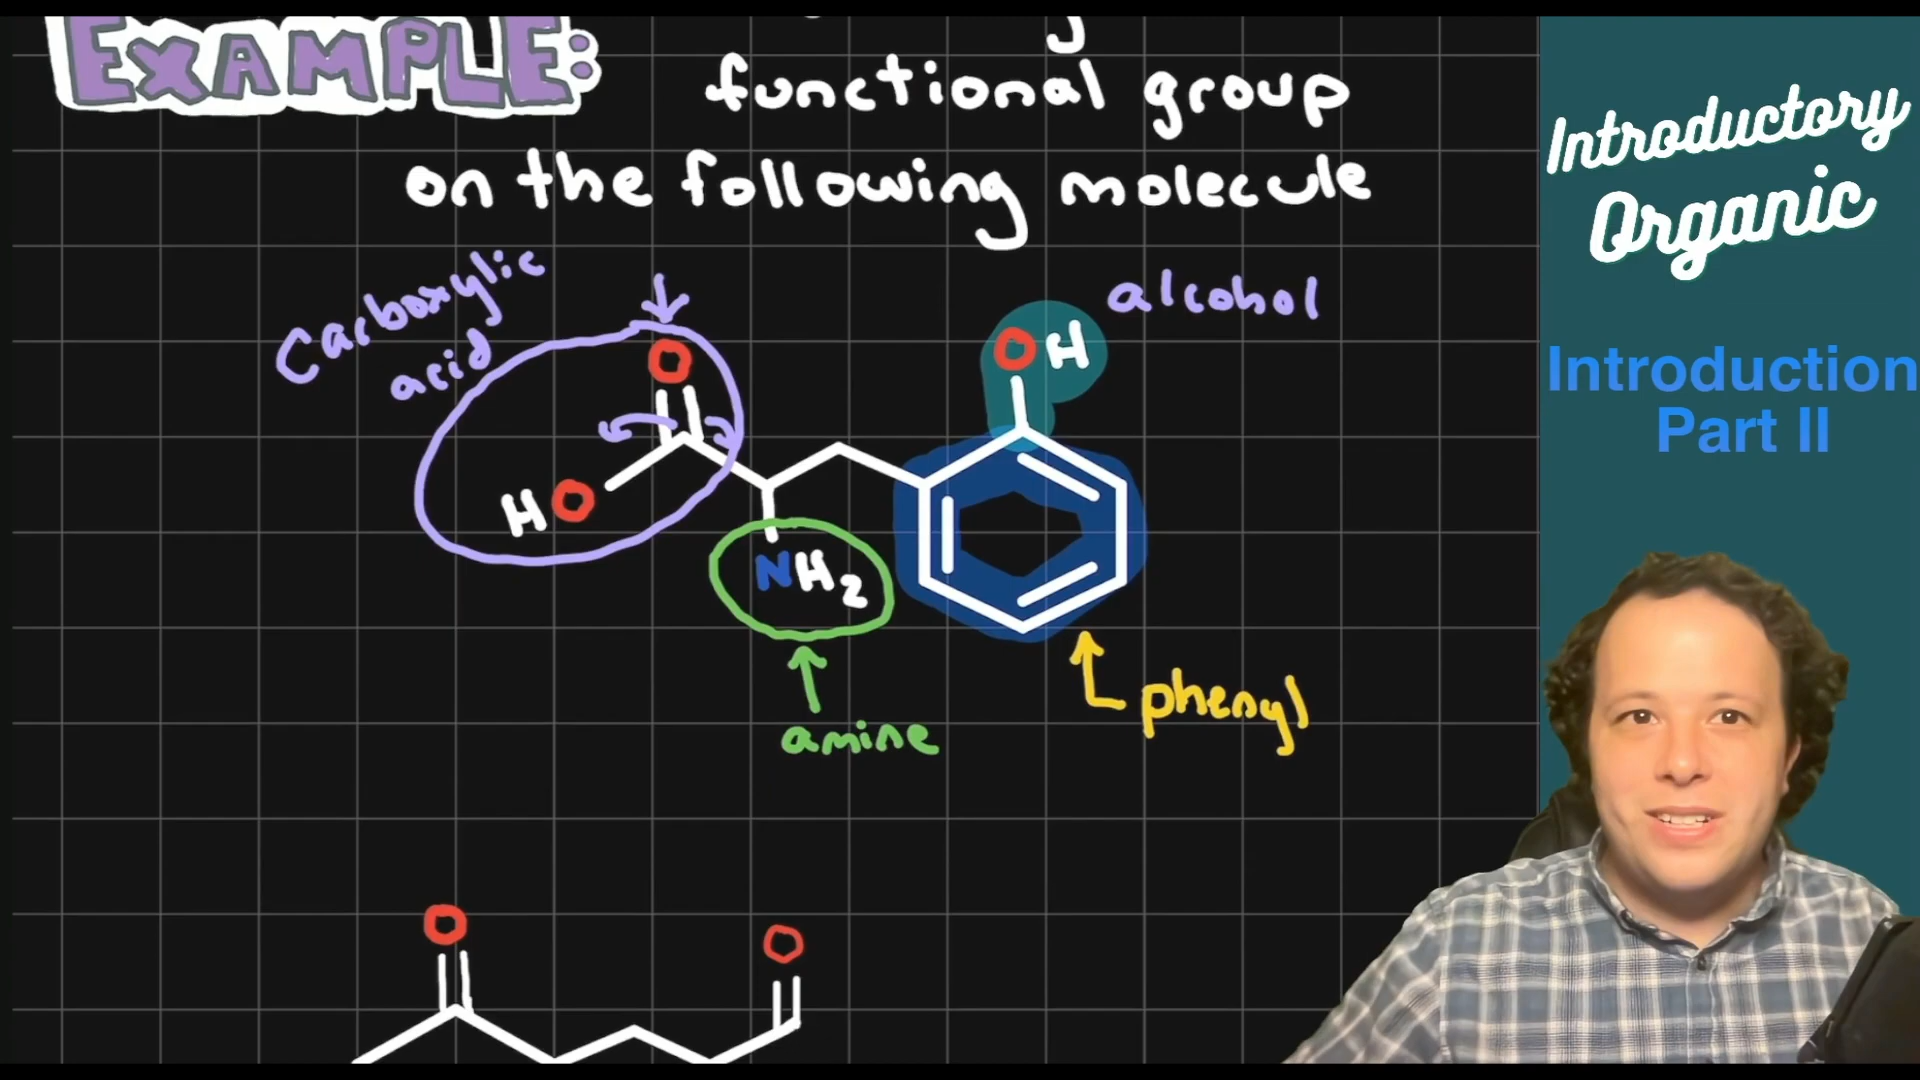 EXAMPLE:
functional group
on the following molecule
Carboxylic
acid
alcohol
O
OH
HO
NH2
amine
phenyl
O
O
Introductory
Organic
Introduction
Part II